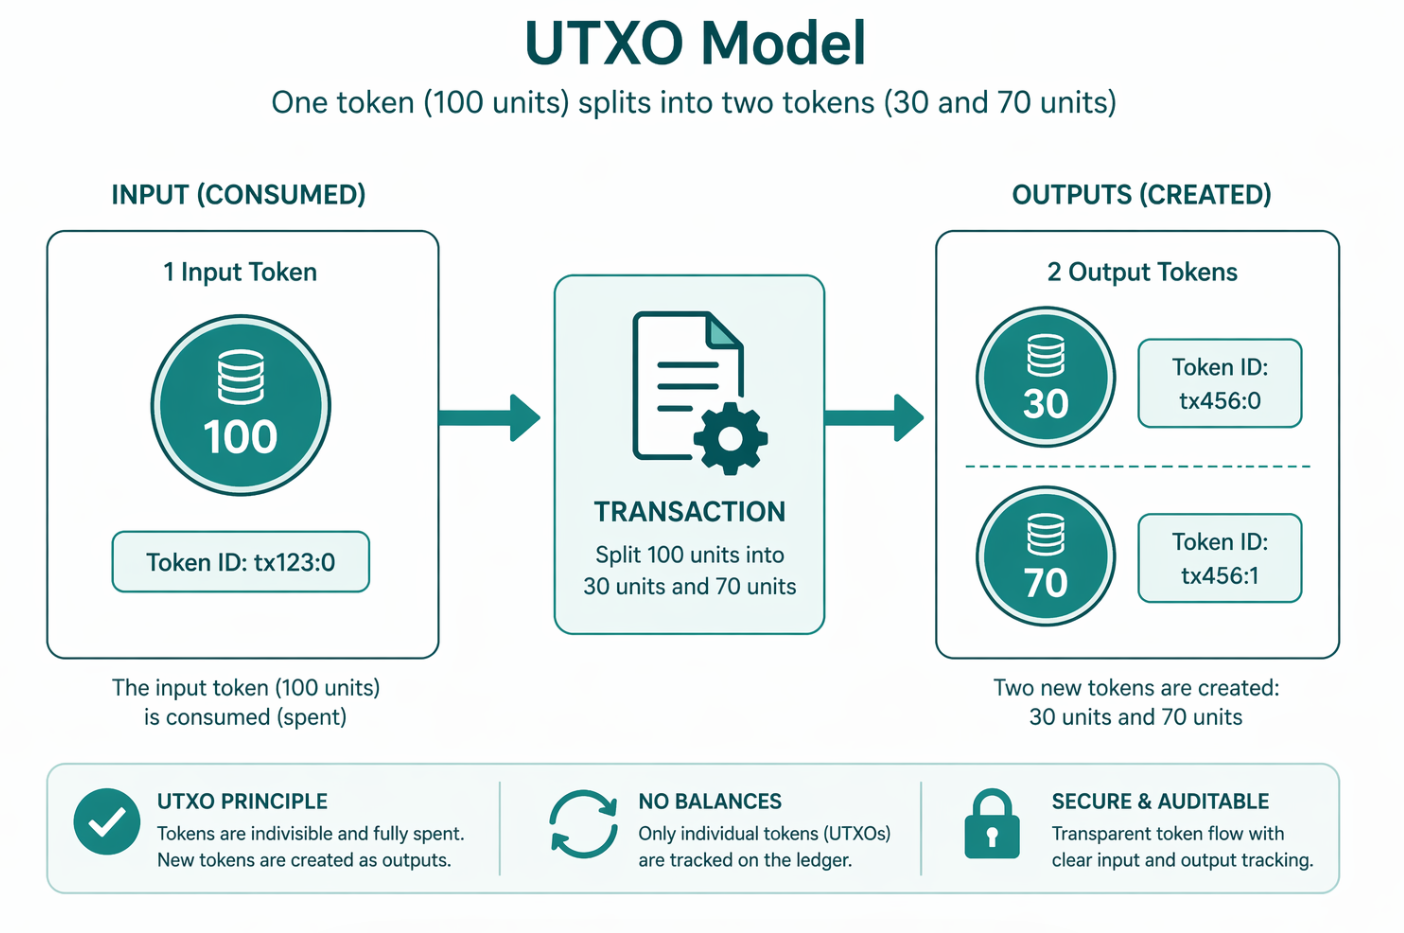 UTXO Model
One token (100 units) splits into two tokens (30 and 70 units)
INPUT (CONSUMED)
1 Input Token
100
Token ID: tx123:0
The input token (100 units)
is consumed (spent)
TRANSACTION
Split 100 units into
30 units and 70 units
OUTPUTS (CREATED)
2 Output Tokens
30
Token ID:
tx456:0
70
Token ID:
tx456:1
Two new tokens are created:
30 units and 70 units
UTXO PRINCIPLE
Tokens are indivisible and fully spent.
New tokens are created as outputs.
NO BALANCES
Only individual tokens (UTXOs)
are tracked on the ledger.
SECURE & AUDITABLE
Transparent token flow with
clear input and output tracking.